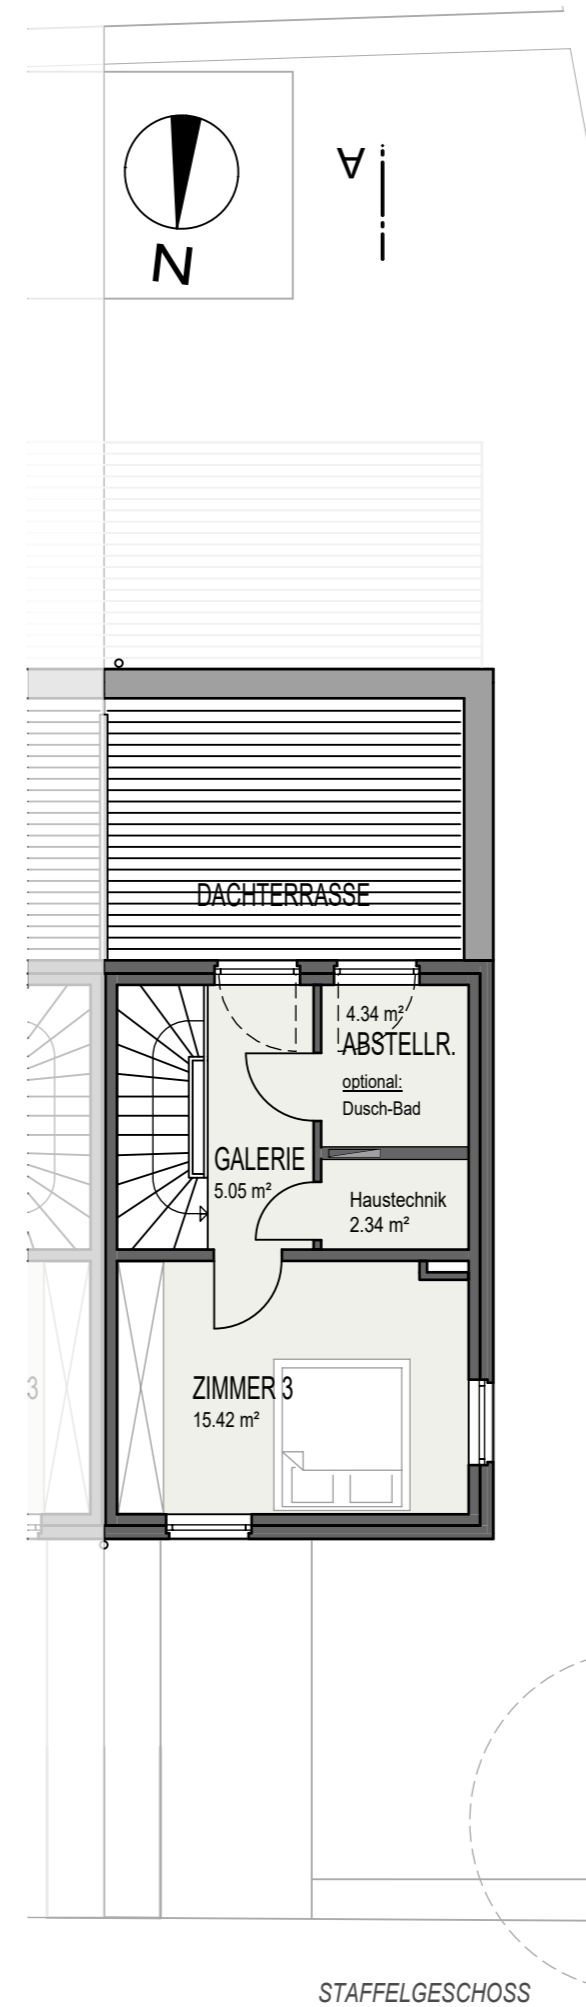 A
N
DACHTERRASSE
4.34 m²
ABSTELLR.
optional:
Dusch-Bad
GALERIE
5.05 m²
Haustechnik
2.34 m²
3
ZIMMER 3
15.42 m²
STAFFELGESCHOSS